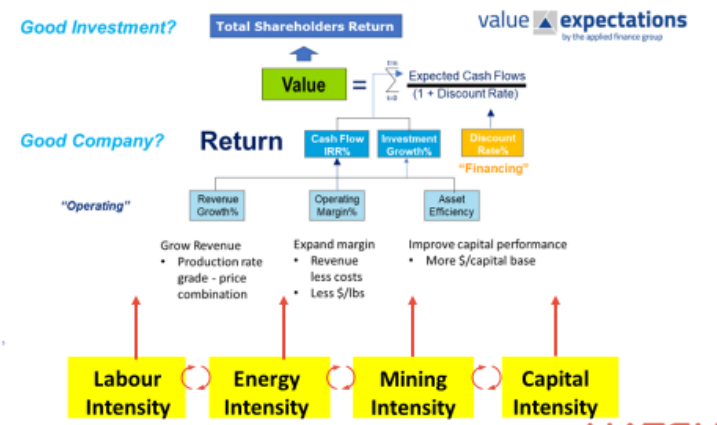 Good Investment?
Total Shareholders Return
value expectations
by the applied finance group
Value
=
∑
Expected Cash Flows
(1 + Discount Rate)
Good Company?
Return
Cash Flow
IRR%
Investment
Growth%
Discount
Rate%
"Financing"
"Operating"
Revenue
Growth%
Operating
Margin%
Asset
Efficiency
Grow Revenue
• Production rate
grade - price
combination
Expand margin
• Revenue
less costs
• Less $/lbs
Improve capital performance
• More $/capital base
Labour
Intensity
Energy
Intensity
Mining
Intensity
Capital
Intensity